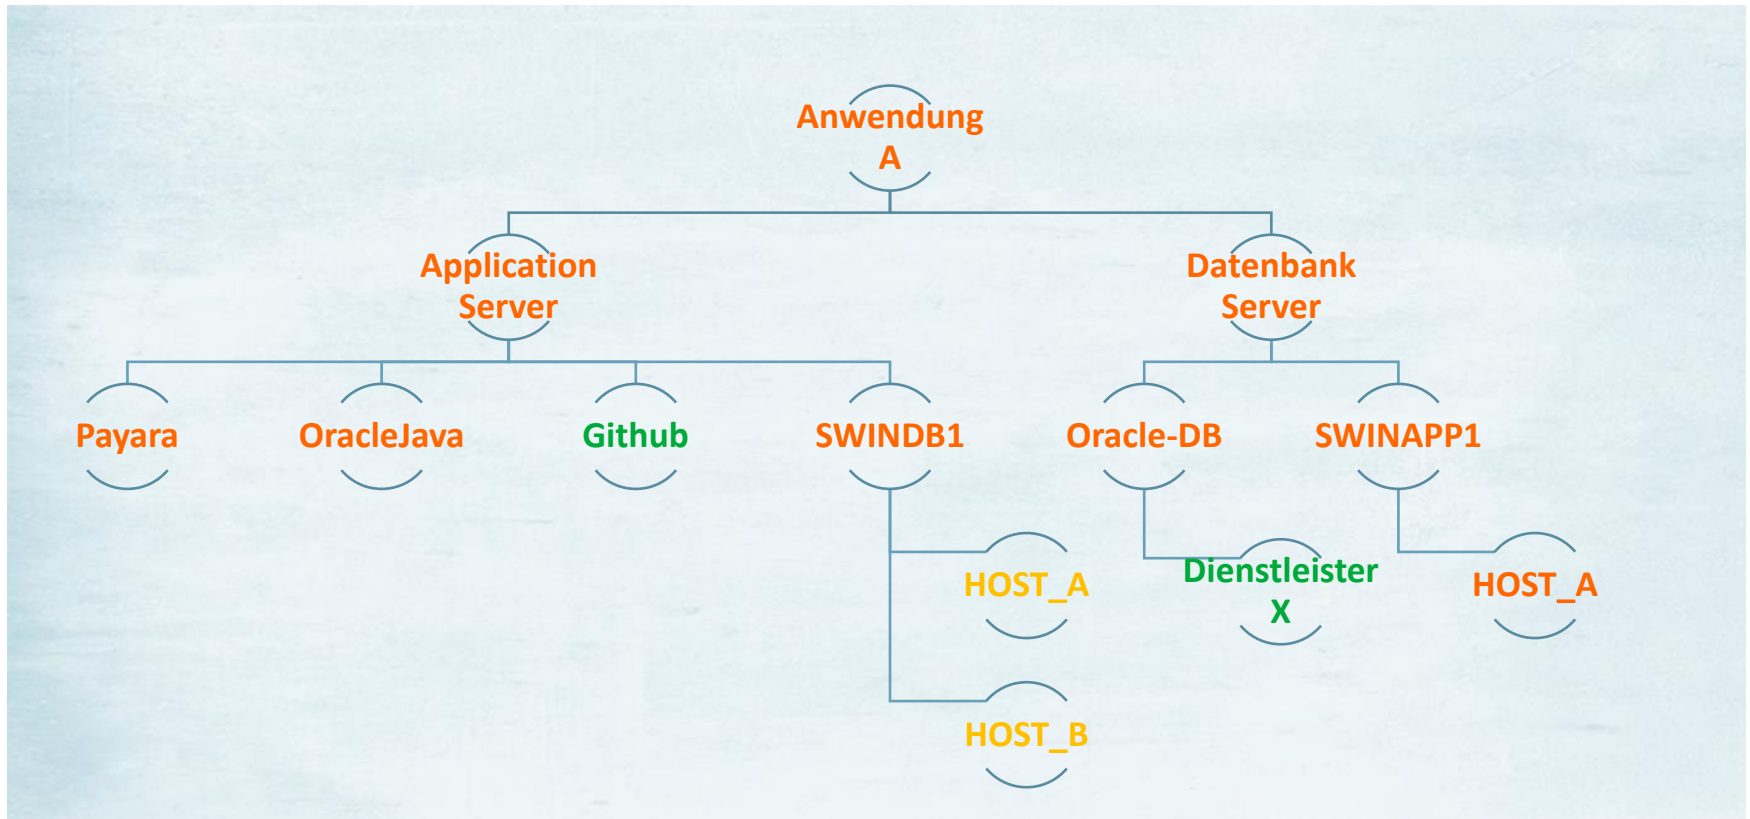 Anwendung
A
Application
Server
Datenbank
Server
Payara
OracleJava
Github
SWINDB1
Oracle-DB
SWINAPP1
HOST_A
Dienstleister
X
HOST_A
HOST_B